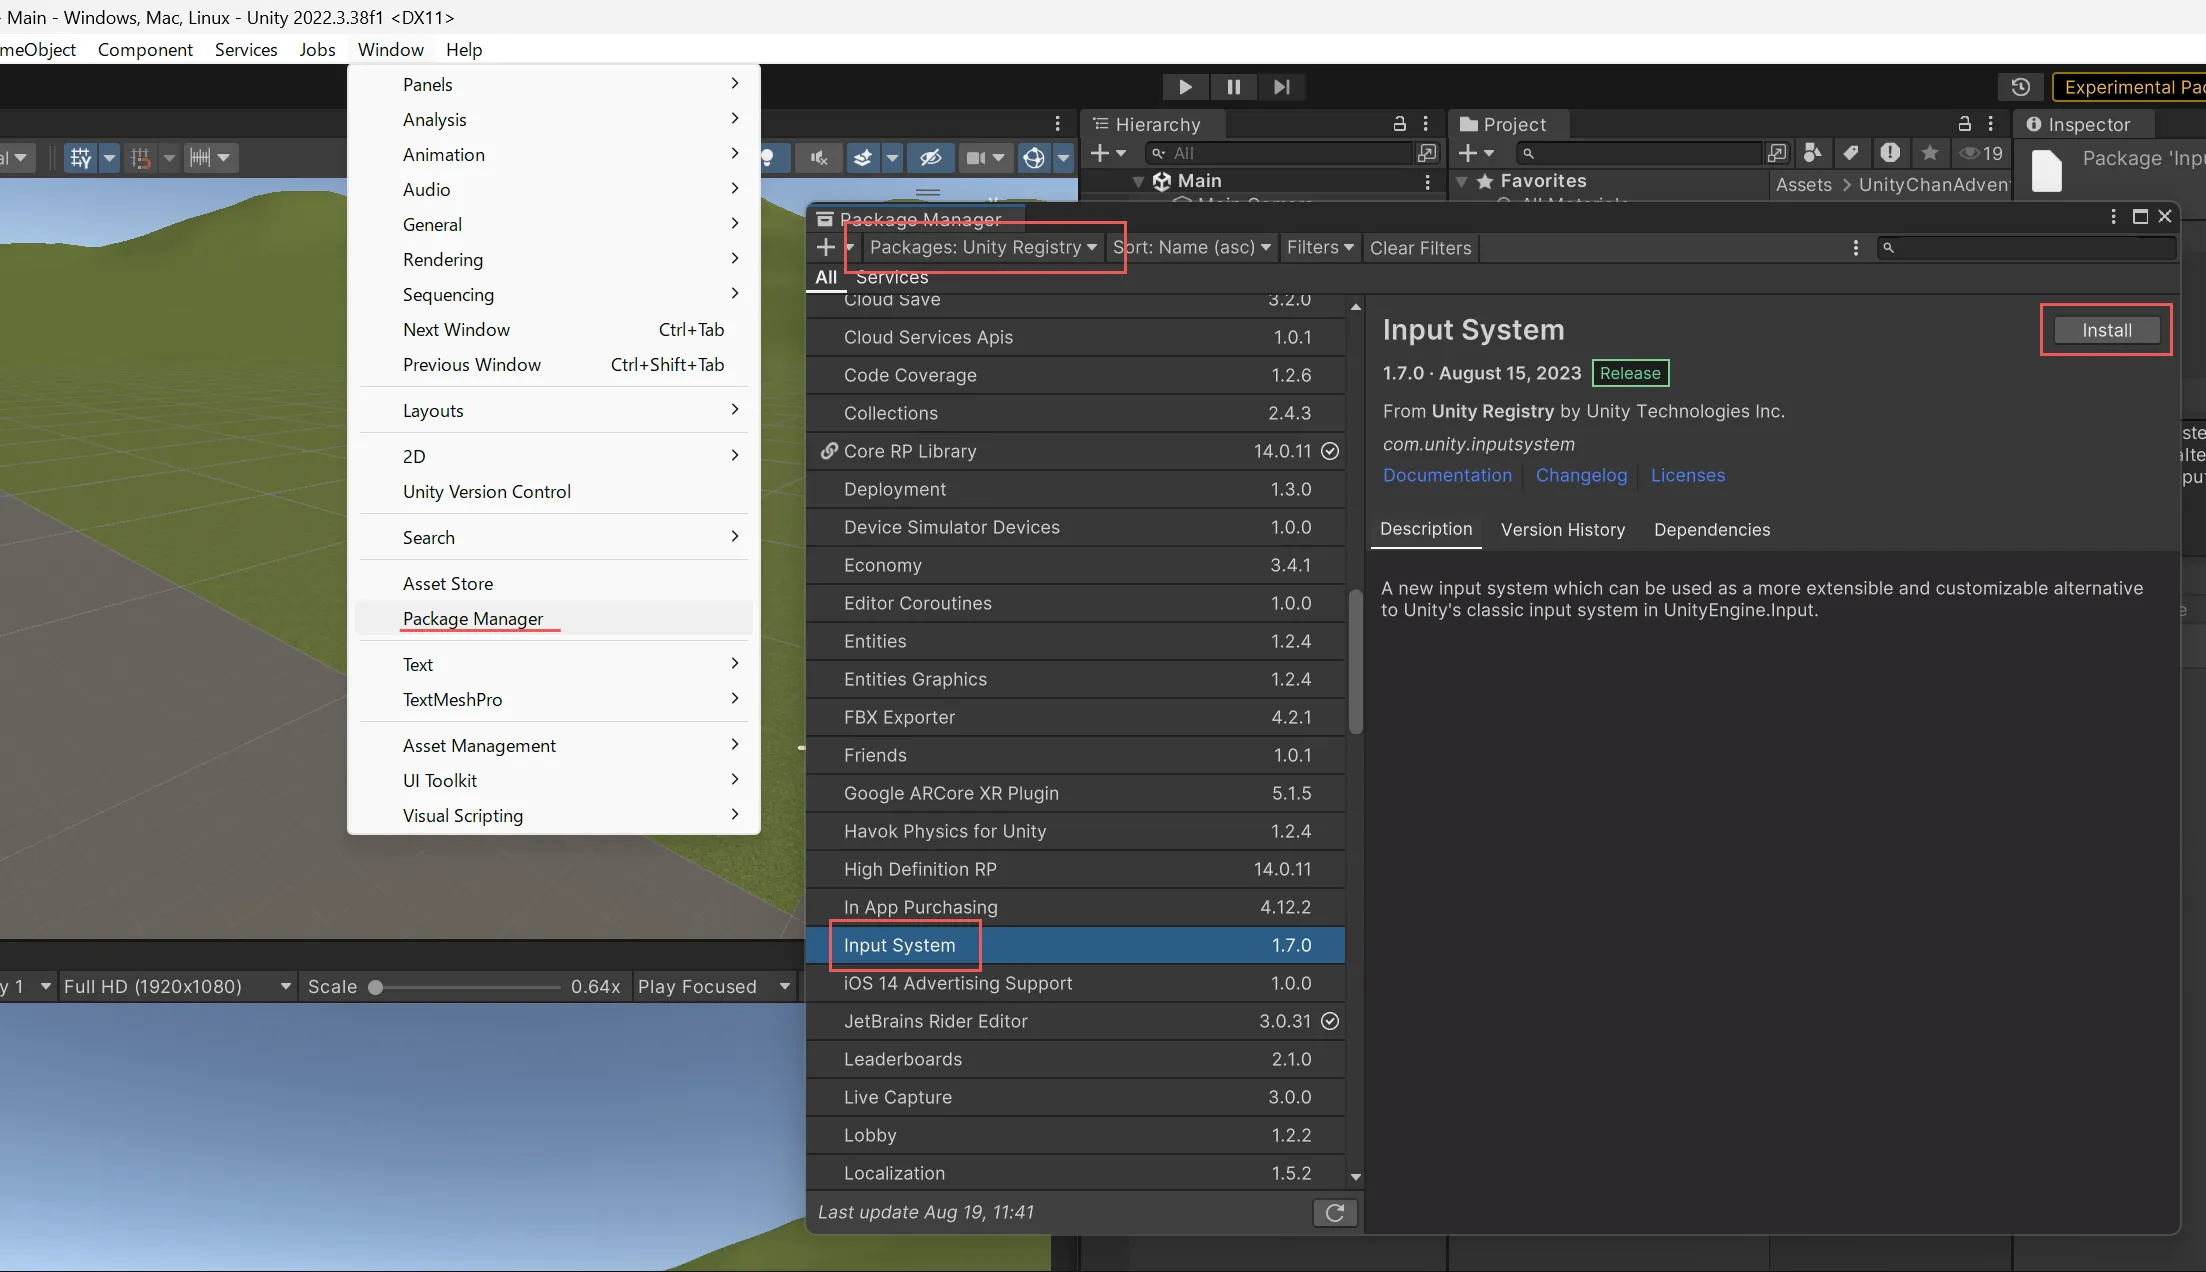 Main - Windows, Mac, Linux - Unity 2022.3.38f1 <DX11>
meObject Component Services Jobs Window Help
Panels
Analysis
Animation
Audio
General
Rendering
Sequencing
Next Window Ctrl+Tab
Previous Window Ctrl+Shift+Tab
Layouts
2D
Unity Version Control
Search
Asset Store
Package Manager
Text
TextMeshPro
Asset Management
UI Toolkit
Visual Scripting
Experimental Pac
Hierarchy
All
Main
Project
19
Favorites
Assets > UnityChanAdven
Inspector
Package 'Inpu
Package Manager
Packages: Unity Registry
Sort: Name (asc)
Filters
Clear Filters
All Services
Cloud Save 3.2.0
Cloud Services Apis 1.0.1
Code Coverage 1.2.6
Collections 2.4.3
Core RP Library 14.0.11
Deployment 1.3.0
Device Simulator Devices 1.0.0
Economy 3.4.1
Editor Coroutines 1.0.0
Entities 1.2.4
Entities Graphics 1.2.4
FBX Exporter 4.2.1
Friends 1.0.1
Google ARCore XR Plugin 5.1.5
Havok Physics for Unity 1.2.4
High Definition RP 14.0.11
In App Purchasing 4.12.2
Input System 1.7.0
iOS 14 Advertising Support 1.0.0
JetBrains Rider Editor 3.0.31
Leaderboards 2.1.0
Live Capture 3.0.0
Lobby 1.2.2
Localization 1.5.2
Last update Aug 19, 11:41
Input System
Install
1.7.0 · August 15, 2023 Release
From Unity Registry by Unity Technologies Inc.
com.unity.inputsystem
Documentation Changelog Licenses
Description Version History Dependencies
A new input system which can be used as a more extensible and customizable alternative
to Unity's classic input system in UnityEngine.Input.
y 1 Full HD (1920x1080) Scale 0.64x Play Focused